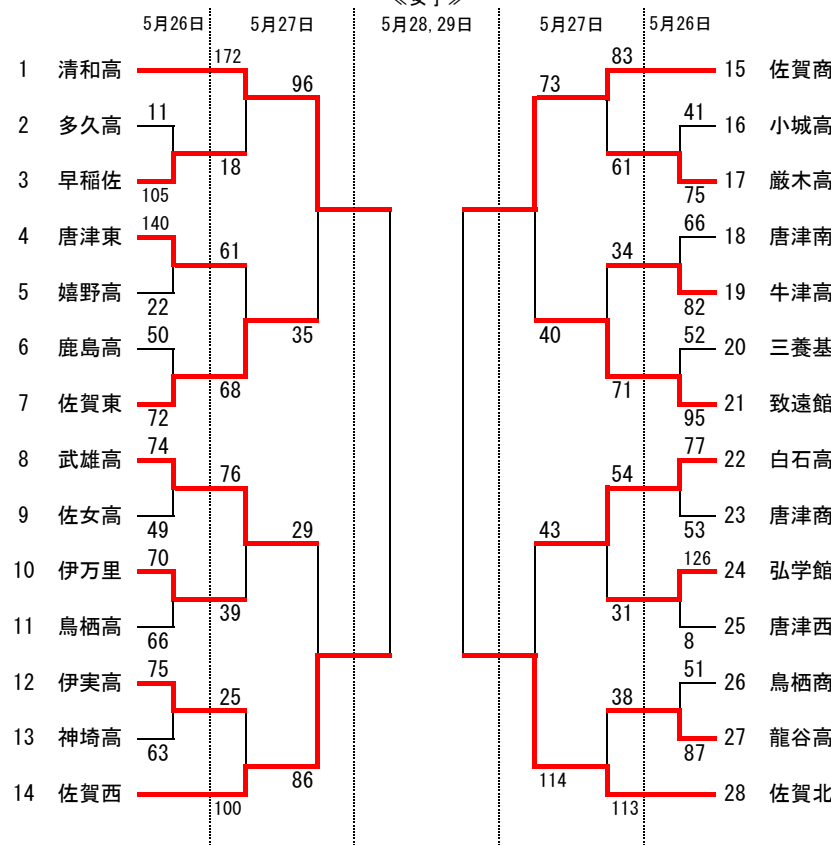 5月26日 5月27日 5月28,29日 5月27日 5月26日
172 83
1 清和高 96 73 15 佐賀商
11 41
2 多久高 16 小城高
18 61
3 早稲佐 17 厳木高
105 75
140 66
4 唐津東 61 34 18 唐津南
5 嬉野高 19 牛津高
22 82
50 35 40 52
6 鹿島高 20 三養基
68 71
7 佐賀東 21 致遠館
72 95
74 77
8 武雄高 76 54 22 白石高
9 佐女高 23 唐津商
49 29 43 53
70 126
10 伊万里 24 弘学館
39 31
11 鳥栖高 25 唐津西
66 8
75 51
12 伊実高 25 38 26 鳥栖商
13 神埼高 27 龍谷高
63 87
86 114
14 佐賀西 28 佐賀北
100 113